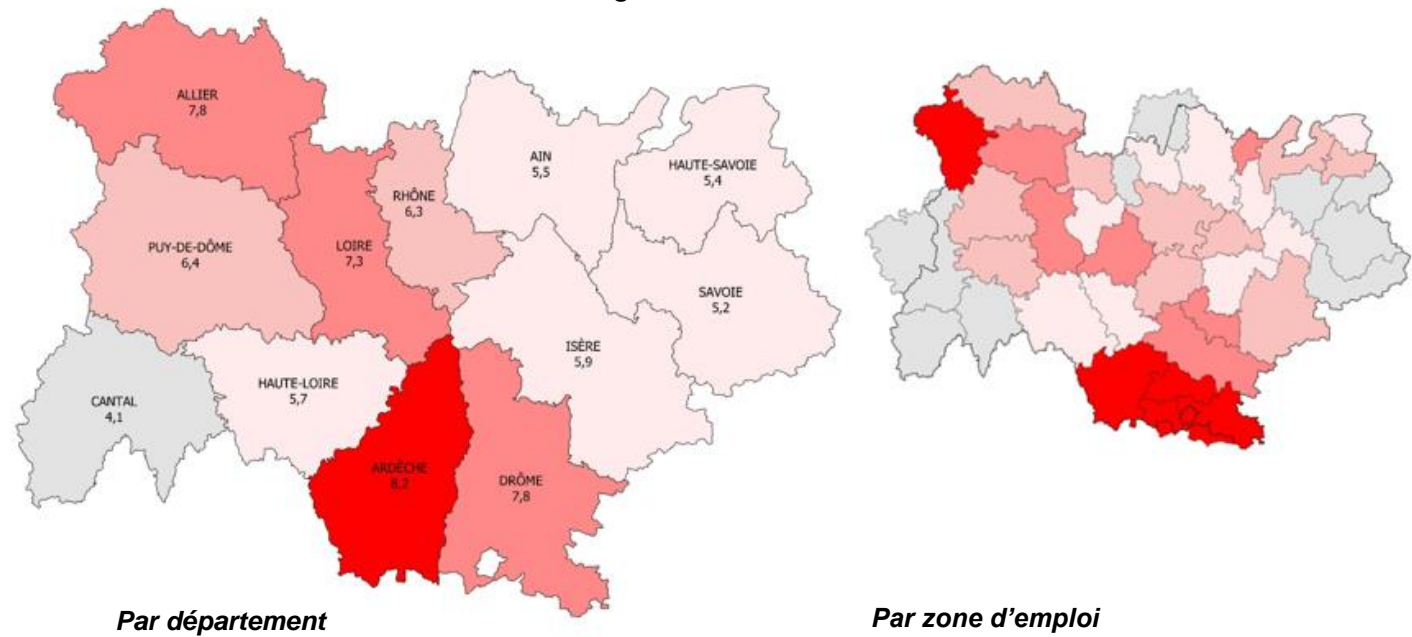 g
ALLIER
7,8
AIN
5,5
HAUTE-SAVOIE
5,4
RHÔNE
6,3
PUY-DE-DÔME
6,4
LOIRE
7,3
SAVOIE
5,2
ISÈRE
5,9
HAUTE-LOIRE
5,7
CANTAL
4,1
ARDÈCHE
8,2
DRÔME
7,8
Par département
Par zone d’emploi